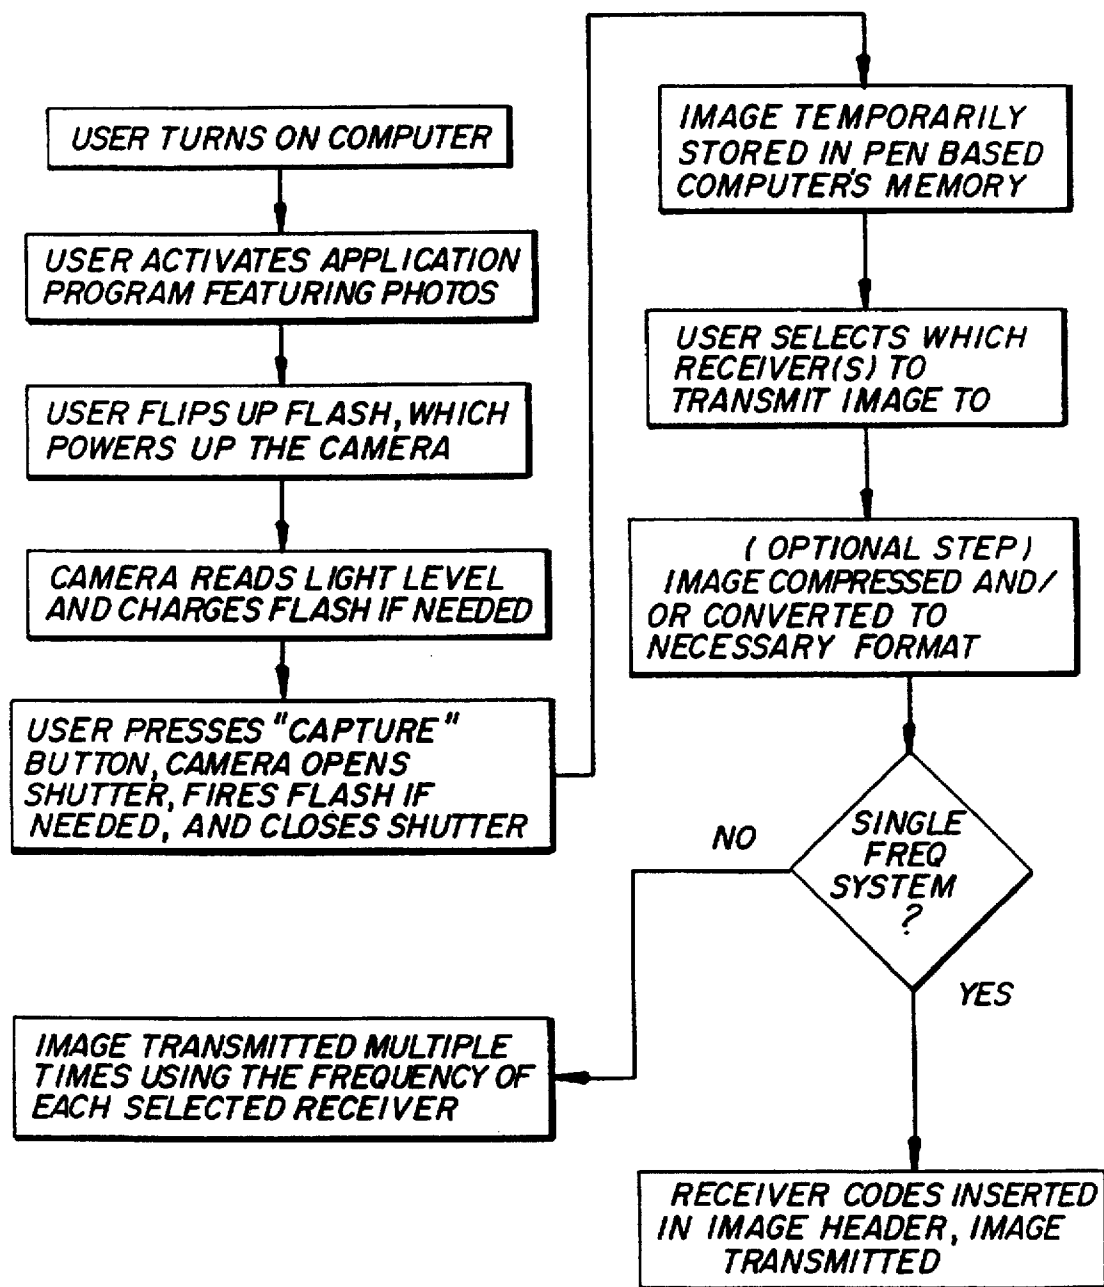 USER TURNS ON COMPUTER
USER ACTIVATES APPLICATION
PROGRAM FEATURING PHOTOS
USER FLIPS UP FLASH, WHICH
POWERS UP THE CAMERA
CAMERA READS LIGHT LEVEL
AND CHARGES FLASH IF NEEDED
USER PRESSES "CAPTURE"
BUTTON, CAMERA OPENS
SHUTTER, FIRES FLASH IF
NEEDED, AND CLOSES SHUTTER
IMAGE TEMPORARILY
STORED IN PEN BASED
COMPUTER'S MEMORY
USER SELECTS WHICH
RECEIVER(S) TO
TRANSMIT IMAGE TO
(OPTIONAL STEP)
IMAGE COMPRESSED AND/
OR CONVERTED TO
NECESSARY FORMAT
SINGLE
FREQ
SYSTEM
?
NO
YES
IMAGE TRANSMITTED MULTIPLE
TIMES USING THE FREQUENCY OF
EACH SELECTED RECEIVER
RECEIVER CODES INSERTED
IN IMAGE HEADER, IMAGE
TRANSMITTED